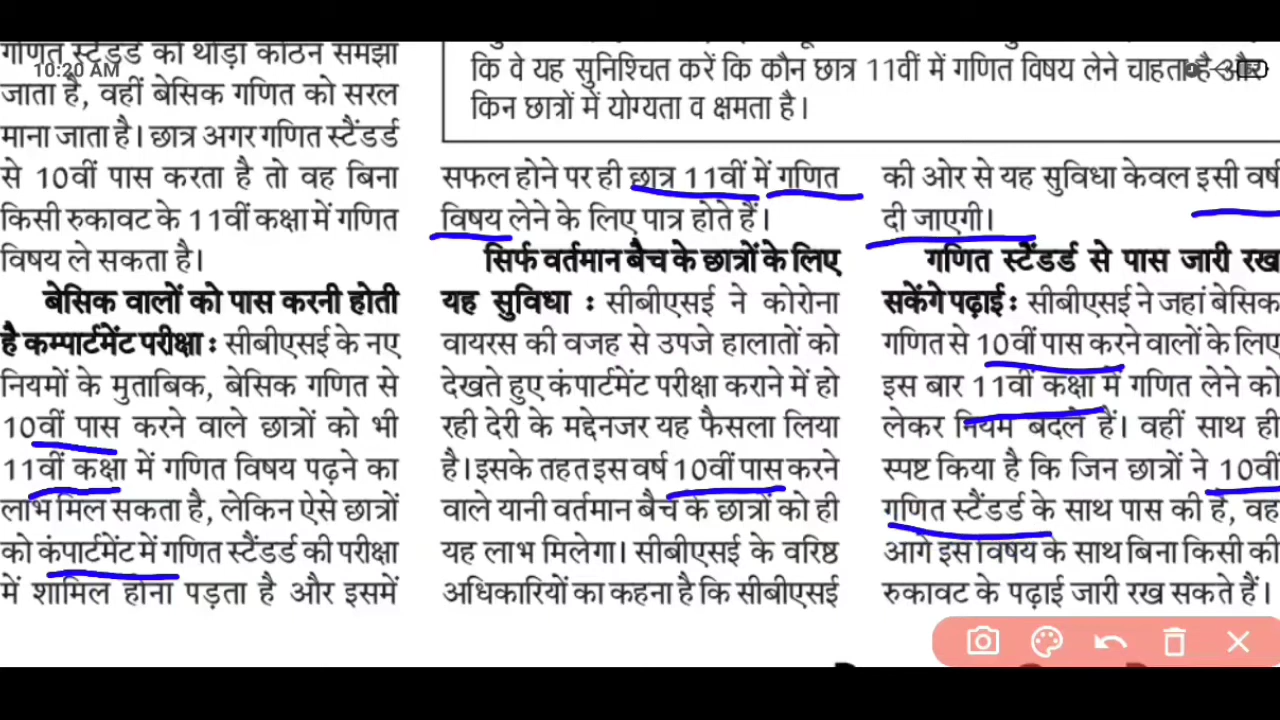 गणित स्टैंडर्ड को थोड़ा कठिन समझा
10:20 AM
जाता है, वहीं बेसिक गणित को सरल
माना जाता है। छात्र अगर गणित स्टैंडर्ड
से 10वीं पास करता है तो वह बिना
किसी रुकावट के 11वीं कक्षा में गणित
विषय ले सकता है।
बेसिक वालों को पास करनी होती
है कम्पार्टमेंट परीक्षा : सीबीएसई के नए
नियमों के मुताबिक, बेसिक गणित से
10वीं पास करने वाले छात्रों को भी
11वीं कक्षा में गणित विषय पढ़ने का
लाभ मिल सकता है, लेकिन ऐसे छात्रों
को कंपार्टमेंट में गणित स्टैंडर्ड की परीक्षा
में शामिल होना पड़ता है और इसमें
कि वे यह सुनिश्चित करें कि कौन छात्र 11वीं में गणित विषय लेने चाहता है और
किन छात्रों में योग्यता व क्षमता है।
सफल होने पर ही छात्र 11वीं में गणित
विषय लेने के लिए पात्र होते हैं।
सिर्फ वर्तमान बैच के छात्रों के लिए
यह सुविधा : सीबीएसई ने कोरोना
वायरस की वजह से उपजे हालातों को
देखते हुए कंपार्टमेंट परीक्षा कराने में हो
रही देरी के मद्देनजर यह फैसला लिया
है। इसके तहत इस वर्ष 10वीं पास करने
वाले यानी वर्तमान बैच के छात्रों को ही
यह लाभ मिलेगा। सीबीएसई के वरिष्ठ
अधिकारियों का कहना है कि सीबीएसई
की ओर से यह सुविधा केवल इसी वर्ष
दी जाएगी।
गणित स्टैंडर्ड से पास जारी रख
सकेंगे पढ़ाई : सीबीएसई ने जहां बेसिक
गणित से 10वीं पास करने वालों के लिए
इस बार 11वीं कक्षा में गणित लेने को
लेकर नियम बदले हैं। वहीं साथ ही
स्पष्ट किया है कि जिन छात्रों ने 10वीं
गणित स्टैंडर्ड के साथ पास की है, वह
आगे इस विषय के साथ बिना किसी की
रुकावट के पढ़ाई जारी रख सकते हैं।